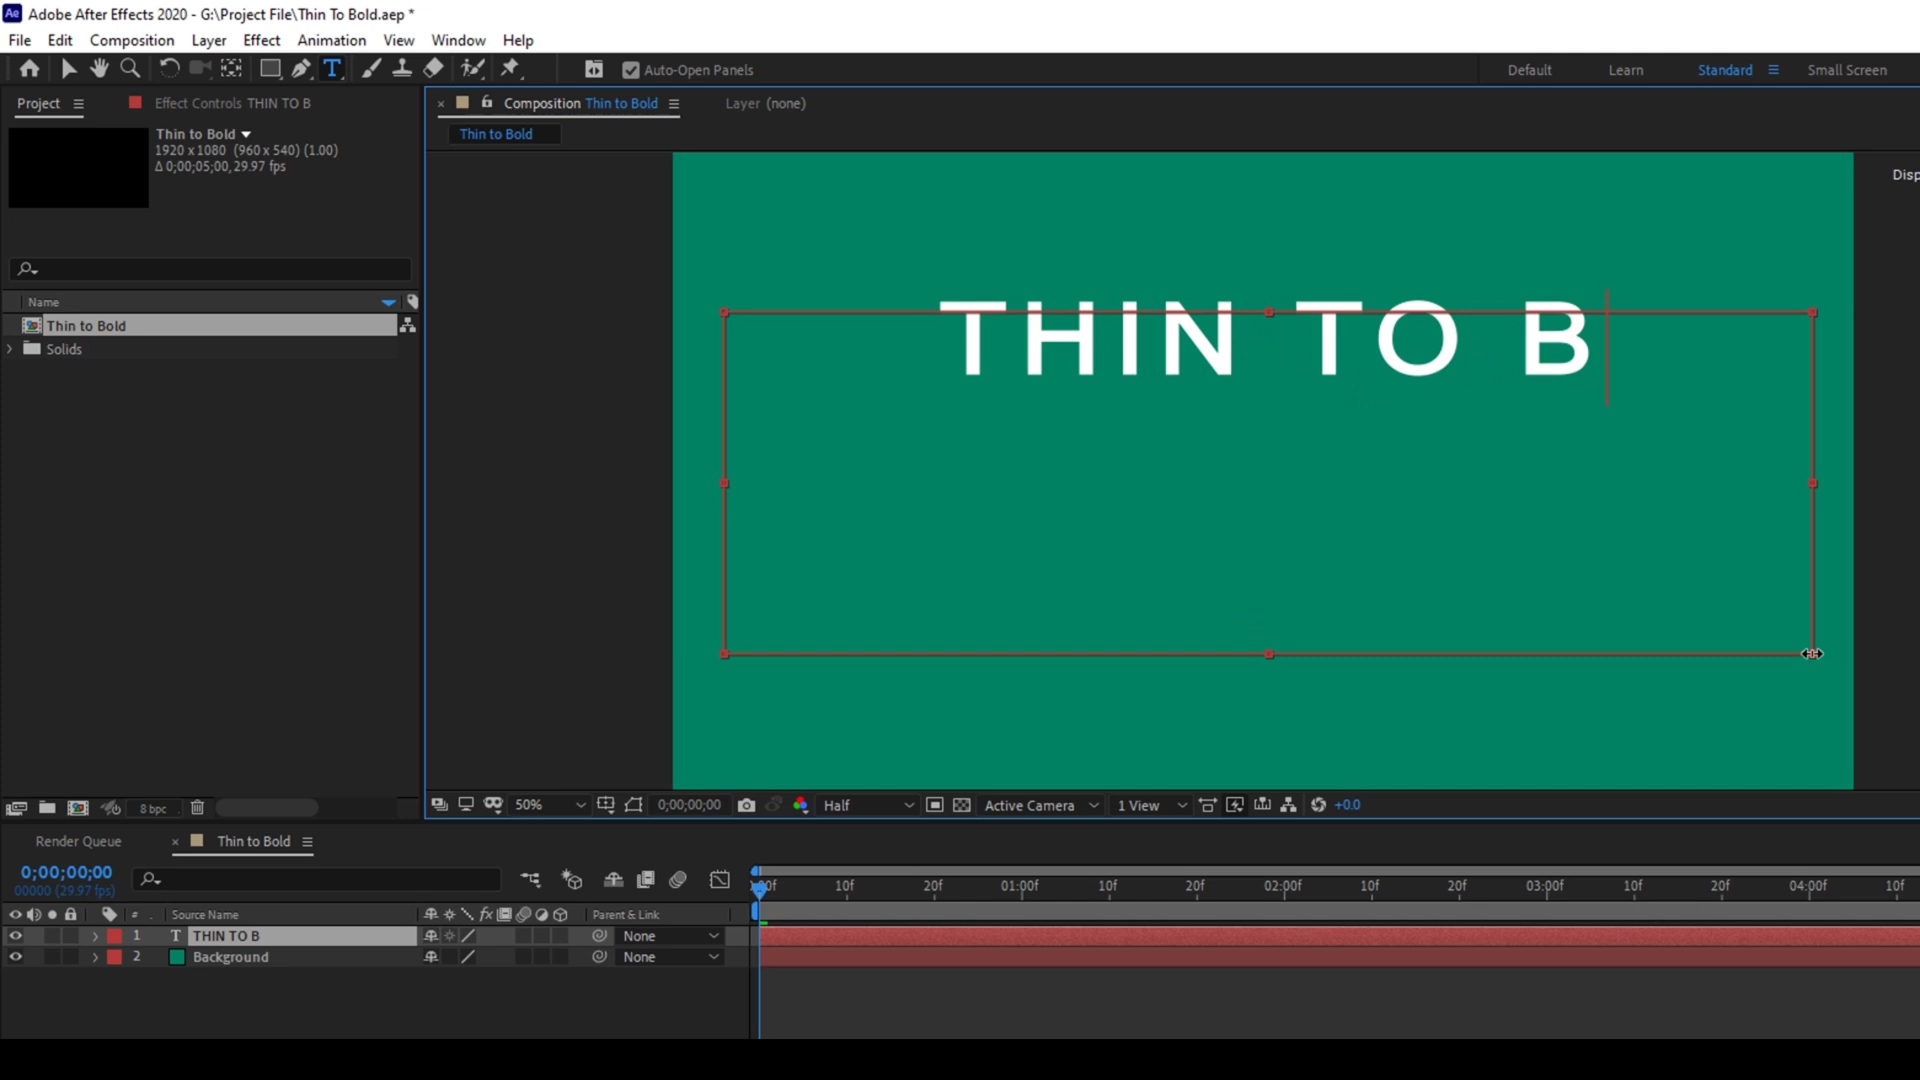 Ae Adobe After Effects 2020 - G:\Project File\Thin To Bold.aep *
File Edit Composition Layer Effect Animation View Window Help
T Auto-Open Panels Default Learn Standard Small Screen
Project Effect Controls THIN TO B × Composition Thin to Bold Layer (none)
Thin to Bold
1920 x 1080 (960 x 540) (1.00)
Δ 0;00;05;00, 29.97 fps
Thin to Bold
Disp
THIN TO B
Name
Thin to Bold
Solids
8 bpc
50% 0;00;00;00 Half Active Camera 1 View +0.0
Render Queue × Thin to Bold
0;00;00;00
00000 (29.97 fps)
:00f 10f 20f 01:00f 10f 20f 02:00f 10f 20f 03:00f 10f 20f 04:00f 10f
# . Source Name fx Parent & Link
1 T THIN TO B None
2 Background None